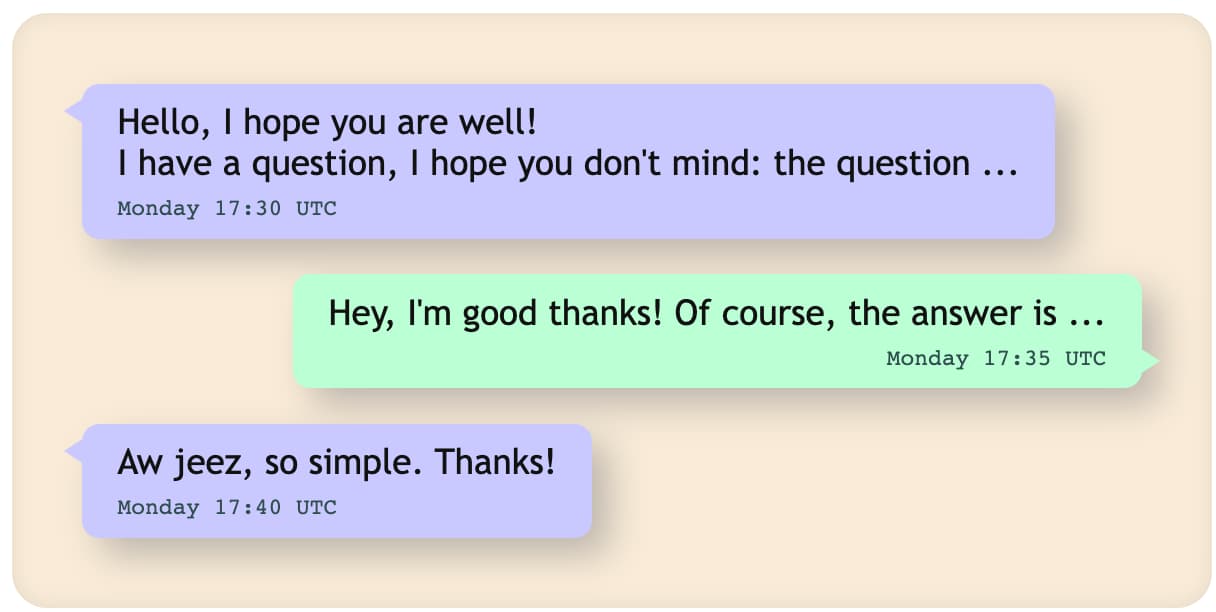 Hello, I hope you are well!
I have a question, I hope you don't mind: the question ...
Monday 17:30 UTC
Hey, I'm good thanks! Of course, the answer is ...
Monday 17:35 UTC
Aw jeez, so simple. Thanks!
Monday 17:40 UTC